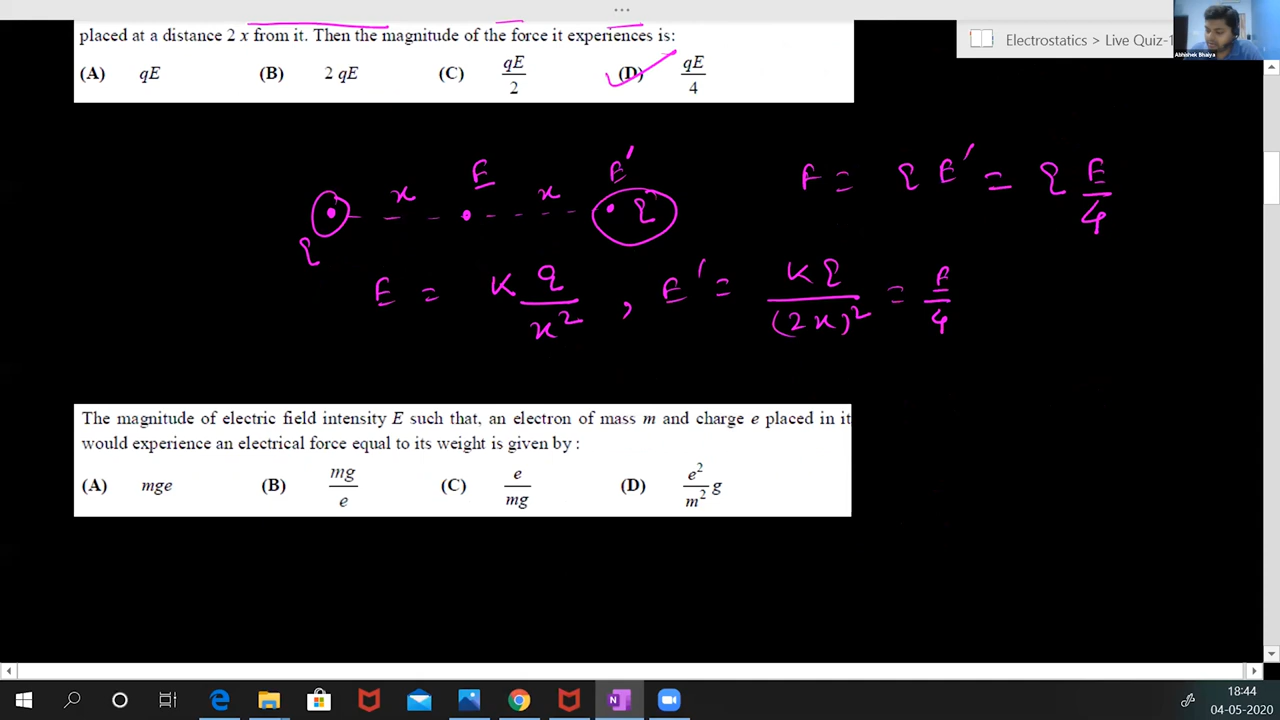 placed at a distance 2 x from it. Then the magnitude of the force it experiences is:
Electrostatics > Live Quiz-1
Abhishek Bhaiya
(A) qE (B) 2 qE (C) qE/2 (D) qE/4
x E x E'
q q
F = q E' = q E/4
E = K q/x², E' = K q/(2x)² = E/4
The magnitude of electric field intensity E such that, an electron of mass m and charge e placed in it
would experience an electrical force equal to its weight is given by :
(A) mge (B) mg/e (C) e/mg (D) e²/m² g
18:44
04-05-2020